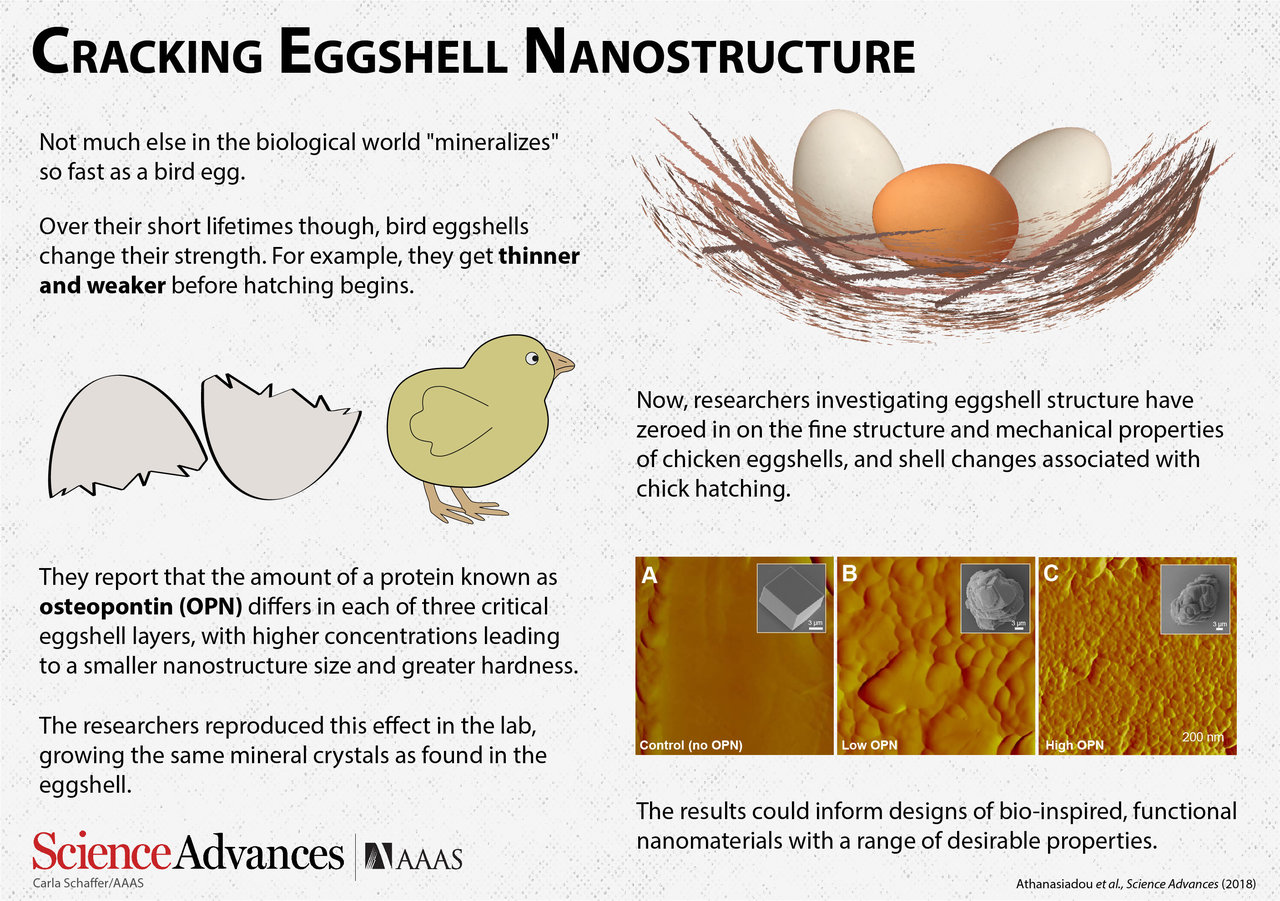 CRACKING EGGSHELL NANOSTRUCTURE
Not much else in the biological world "mineralizes"
so fast as a bird egg.
Over their short lifetimes though, bird eggshells
change their strength. For example, they get thinner
and weaker before hatching begins.
Now, researchers investigating eggshell structure have
zeroed in on the fine structure and mechanical properties
of chicken eggshells, and shell changes associated with
chick hatching.
They report that the amount of a protein known as
osteopontin (OPN) differs in each of three critical
eggshell layers, with higher concentrations leading
to a smaller nanostructure size and greater hardness.
The researchers reproduced this effect in the lab,
growing the same mineral crystals as found in the
eggshell.
A
3 µm
Control (no OPN)
B
3 µm
Low OPN
C
3 µm
200 nm
High OPN
The results could inform designs of bio-inspired, functional
nanomaterials with a range of desirable properties.
ScienceAdvances AAAS
Carla Schaffer/AAAS
Athanasiadou et al., Science Advances (2018)